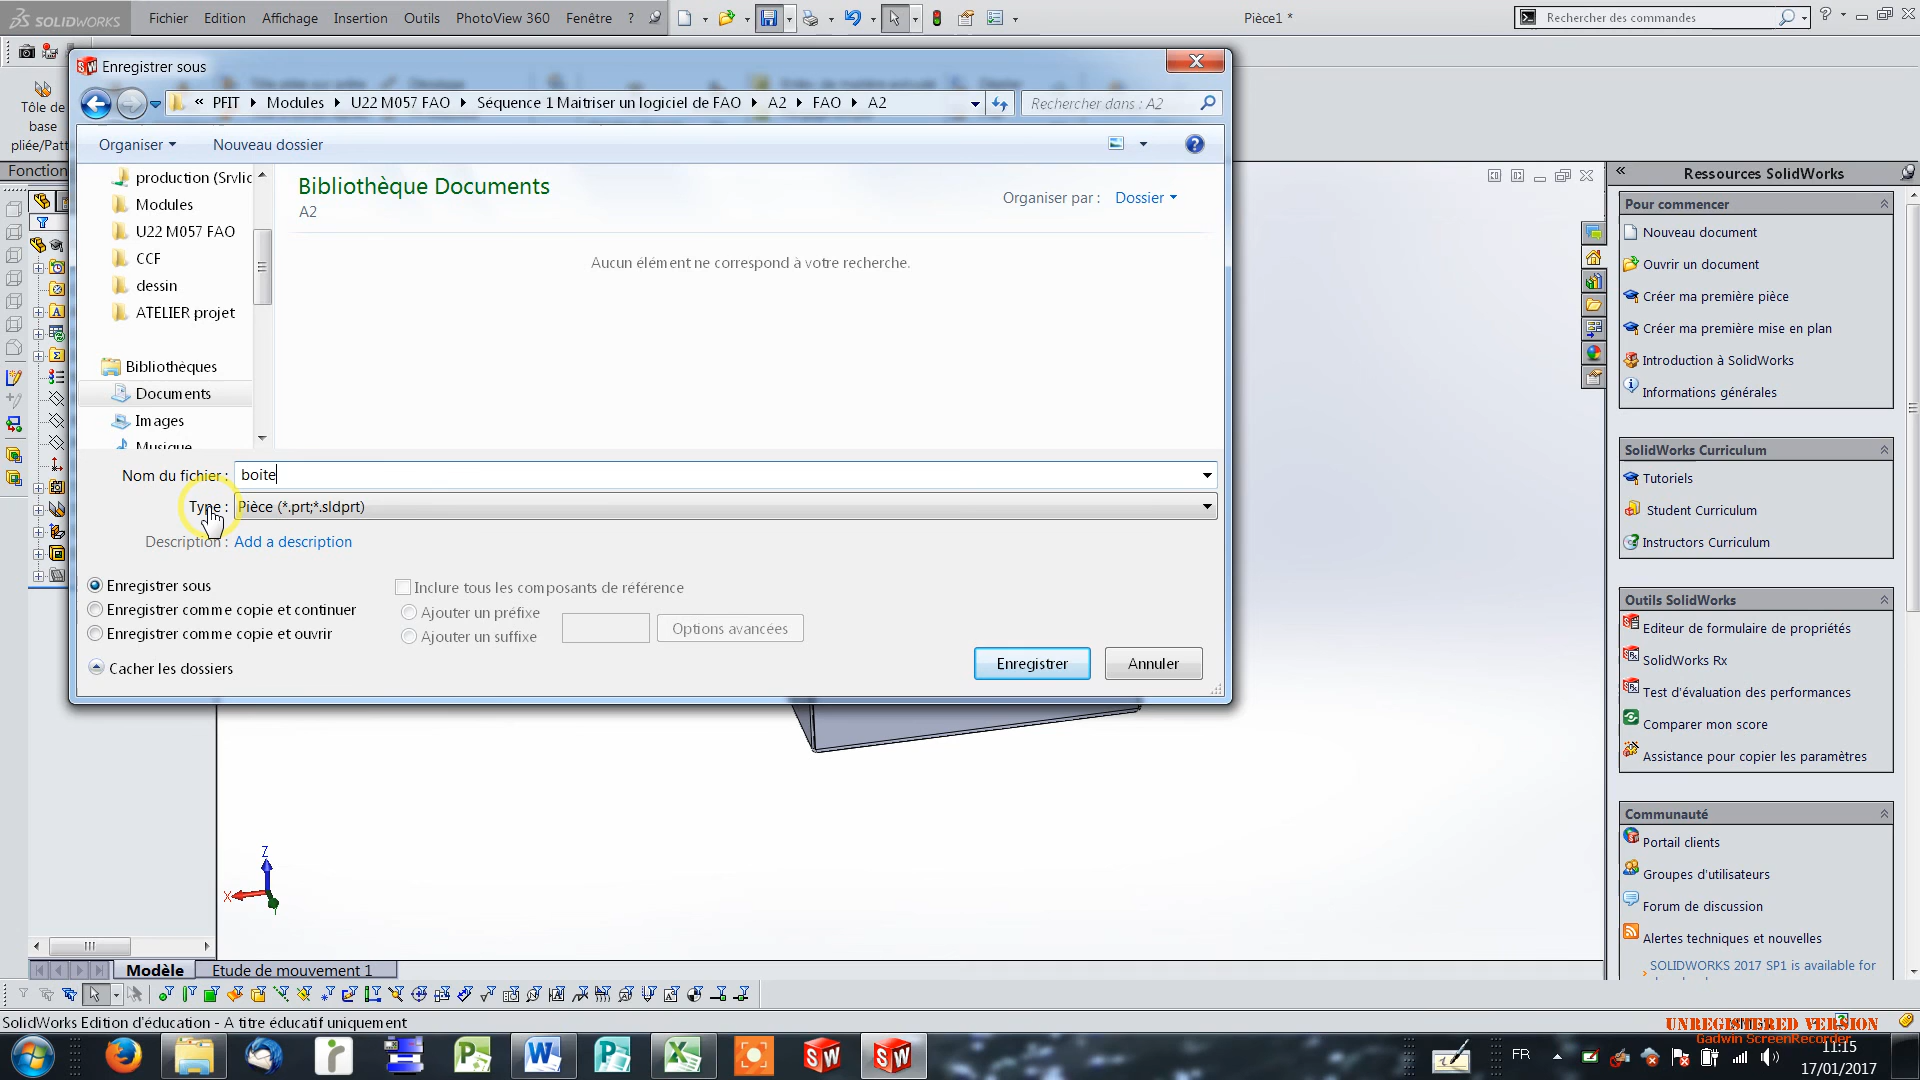 SOLIDWORKS
Fichier Edition Affichage Insertion Outils PhotoView 360 Fenêtre ?
Pièce1 *
Rechercher des commandes
Enregistrer sous
« PFIT Modules U22 M057 FAO Séquence 1 Maitriser un logiciel de FAO A2 FAO A2
Rechercher dans : A2
Tôle de
base
pliée/Patt
Fonction
Organiser
Nouveau dossier
production (Srvlic
Modules
U22 M057 FAO
CCF
dessin
ATELIER projet
Bibliothèques
Documents
Images
Musique
Bibliothèque Documents
A2
Organiser par : Dossier
Aucun élément ne correspond à votre recherche.
Nom du fichier : boite
Type : Pièce (*.prt;*.sldprt)
Description : Add a description
Enregistrer sous
Enregistrer comme copie et continuer
Enregistrer comme copie et ouvrir
Inclure tous les composants de référence
Ajouter un préfixe
Ajouter un suffixe
Options avancées
Cacher les dossiers
Enregistrer
Annuler
Ressources SolidWorks
Pour commencer
Nouveau document
Ouvrir un document
Créer ma première pièce
Créer ma première mise en plan
Introduction à SolidWorks
Informations générales
SolidWorks Curriculum
Tutoriels
Student Curriculum
Instructors Curriculum
Outils SolidWorks
Editeur de formulaire de propriétés
SolidWorks Rx
Test d'évaluation des performances
Comparer mon score
Assistance pour copier les paramètres
Communauté
Portail clients
Groupes d'utilisateurs
Forum de discussion
Alertes techniques et nouvelles
SOLIDWORKS 2017 SP1 is available for
Z
X
Modèle
Etude de mouvement 1
SolidWorks Edition d'éducation - A titre éducatif uniquement
UNREGISTERED VERSION
Gadwin ScreenRecorder
FR
11:15
17/01/2017